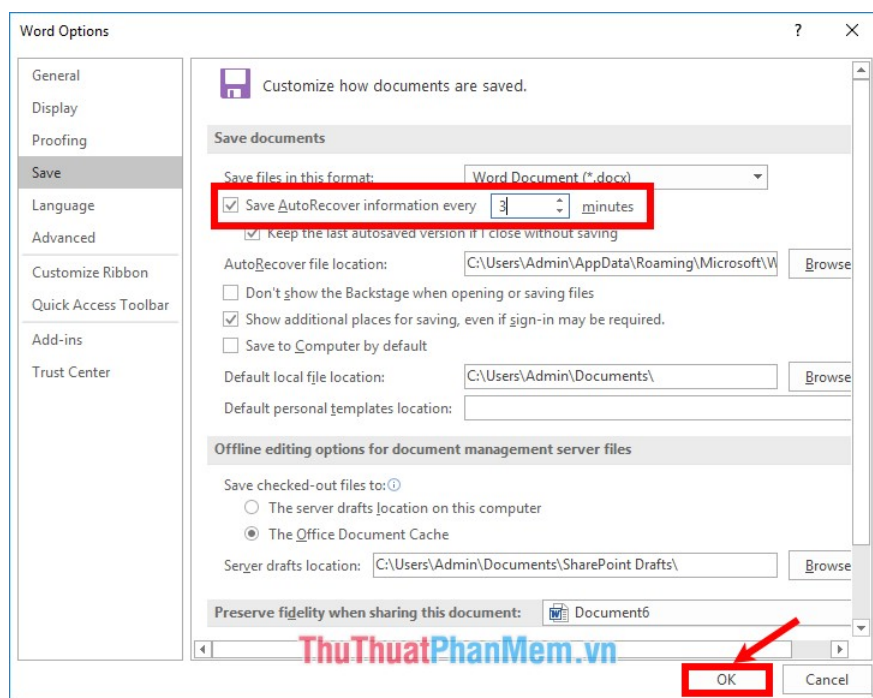 Word Options ?
General
Display
Proofing
Save
Language
Advanced
Customize Ribbon
Quick Access Toolbar
Add-ins
Trust Center
Customize how documents are saved.
Save documents
Save files in this format: Word Document (*.docx)
Save AutoRecover information every 3 minutes
Keep the last autosaved version if I close without saving
AutoRecover file location: C:\Users\Admin\AppData\Roaming\Microsoft\W Browse
Don't show the Backstage when opening or saving files
Show additional places for saving, even if sign-in may be required.
Save to Computer by default
Default local file location: C:\Users\Admin\Documents\ Browse
Default personal templates location:
Offline editing options for document management server files
Save checked-out files to:
The server drafts location on this computer
The Office Document Cache
Server drafts location: C:\Users\Admin\Documents\SharePoint Drafts\ Browse
Preserve fidelity when sharing this document: Document6
ThuThuatPhanMem.vn
OK Cancel